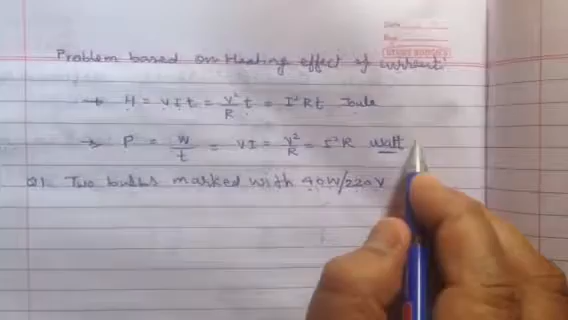 Date
Problem based on Heating effect of current:
→ H = VIt = V²/R t = I²Rt Joule
→ P = W/t = VI = V²/R = I²R Watt
Q1. Two bulbs marked with 40W/220V